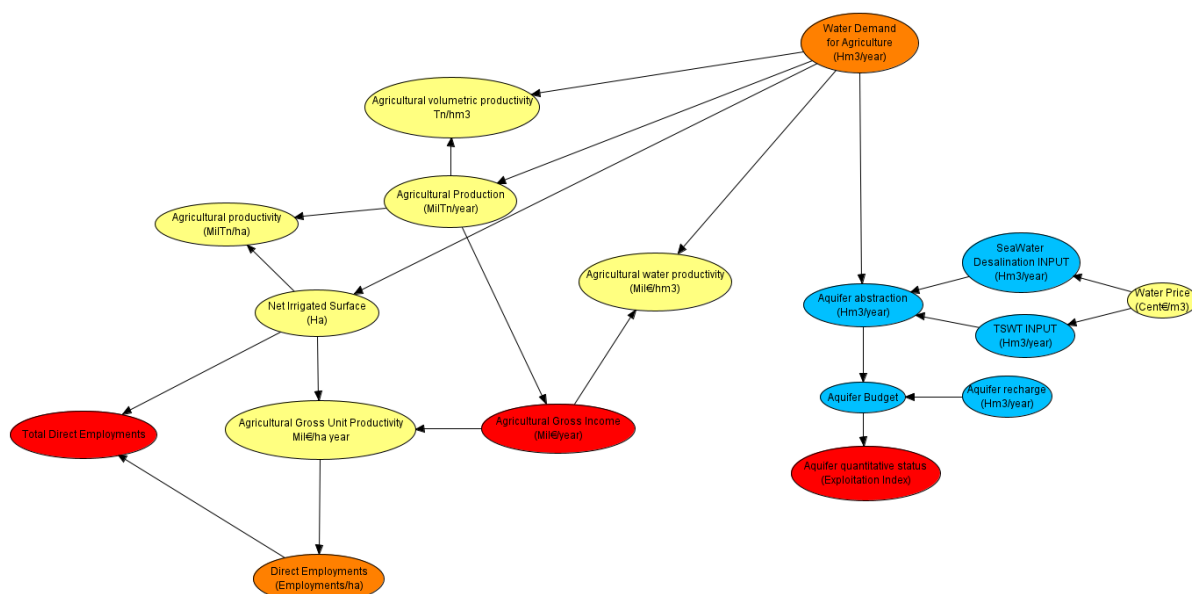 Water Demand
for Agriculture
(Hm3/year)
Agricultural volumetric productivity
Tn/hm3
Agricultural Production
(MilTn/year)
Agricultural productivity
(MilTn/ha)
SeaWater
Desalination INPUT
(Hm3/year)
Agricultural water productivity
(Mil€/hm3)
Net Irrigated Surface
(Ha)
Aquifer abstraction
(Hm3/year)
Water Price
(Cent€/m3)
TSWT INPUT
(Hm3/year)
Aquifer Budget
Aquifer recharge
(Hm3/year)
Total Direct Employments
Agricultural Gross Unit Productivity
Mil€/ha year
Agricultural Gross Income
(Mil€/year)
Aquifer quantitative status
(Exploitation Index)
Direct Employments
(Employments/ha)